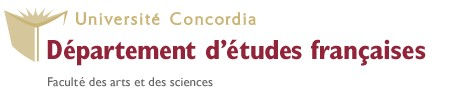 Université Concordia
Département d'études françaises
Faculté des arts et des sciences